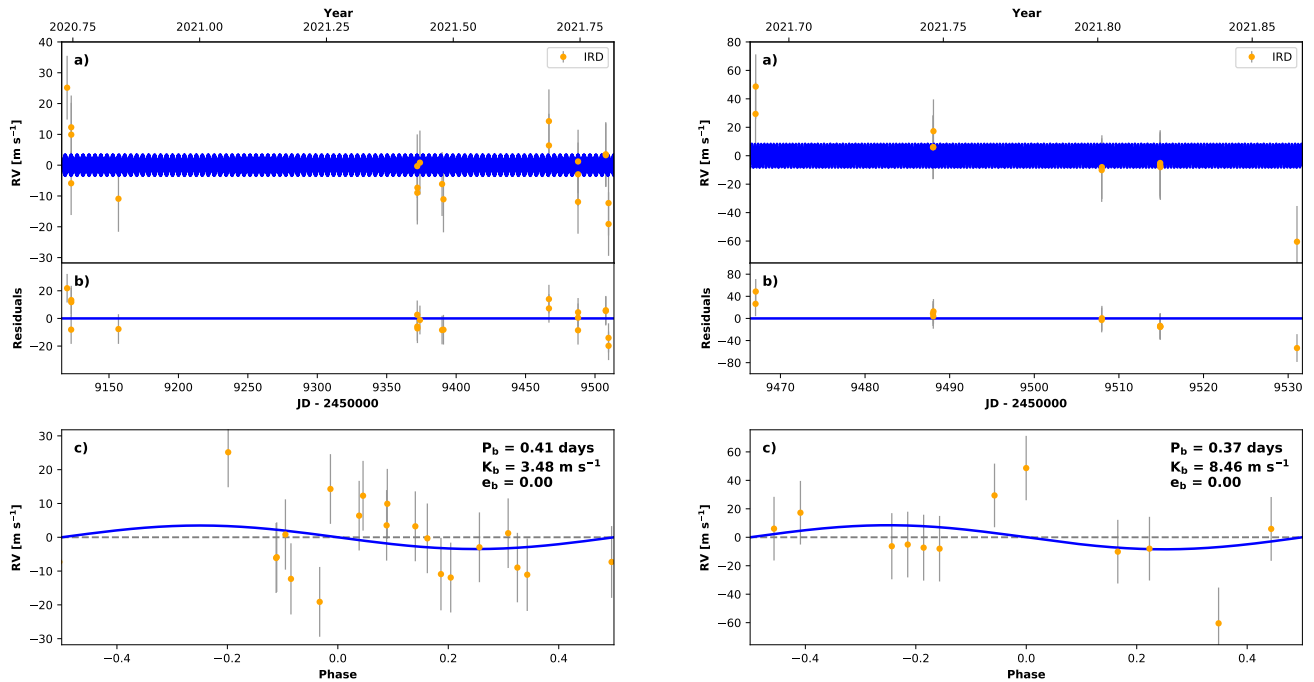 Year
2020.75 2021.00 2021.25 2021.50 2021.75
a)
IRD
40
30
20
10
0
−10
−20
−30
RV [m s⁻¹]
b)
20
0
−20
Residuals
9150 9200 9250 9300 9350 9400 9450 9500
JD - 2450000
c)
P_b = 0.41 days
K_b = 3.48 m s⁻¹
e_b = 0.00
30
20
10
0
−10
−20
−30
RV [m s⁻¹]
−0.4 −0.2 0.0 0.2 0.4
Phase
Year
2021.70 2021.75 2021.80 2021.85
a)
IRD
80
60
40
20
0
−20
−40
−60
RV [m s⁻¹]
b)
80
40
0
−40
−80
Residuals
9470 9480 9490 9500 9510 9520 9530
JD - 2450000
c)
P_b = 0.37 days
K_b = 8.46 m s⁻¹
e_b = 0.00
60
40
20
0
−20
−40
−60
RV [m s⁻¹]
−0.4 −0.2 0.0 0.2 0.4
Phase